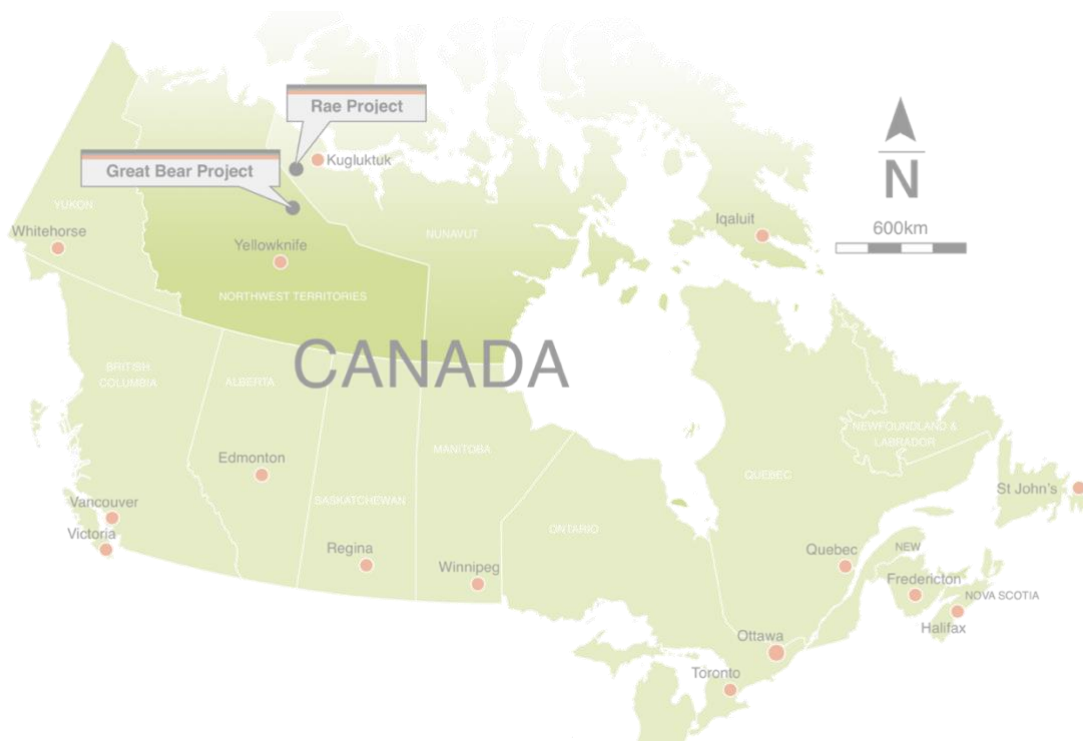 Rae Project
Kugluktuk
Great Bear Project
YUKON
Whitehorse
Iqaluit
N
600km
NUNAVUT
Yellowknife
NORTHWEST TERRITORIES
CANADA
BRITISH
COLUMBIA
ALBERTA
NEWFOUNDLAND &
LABRADOR
MANITOBA
Edmonton
QUEBEC
St John's
SASKATCHEWAN
Vancouver
Victoria
ONTARIO
Regina
Winnipeg
Quebec
NEW
Fredericton
NOVA SCOTIA
Halifax
Ottawa
Toronto